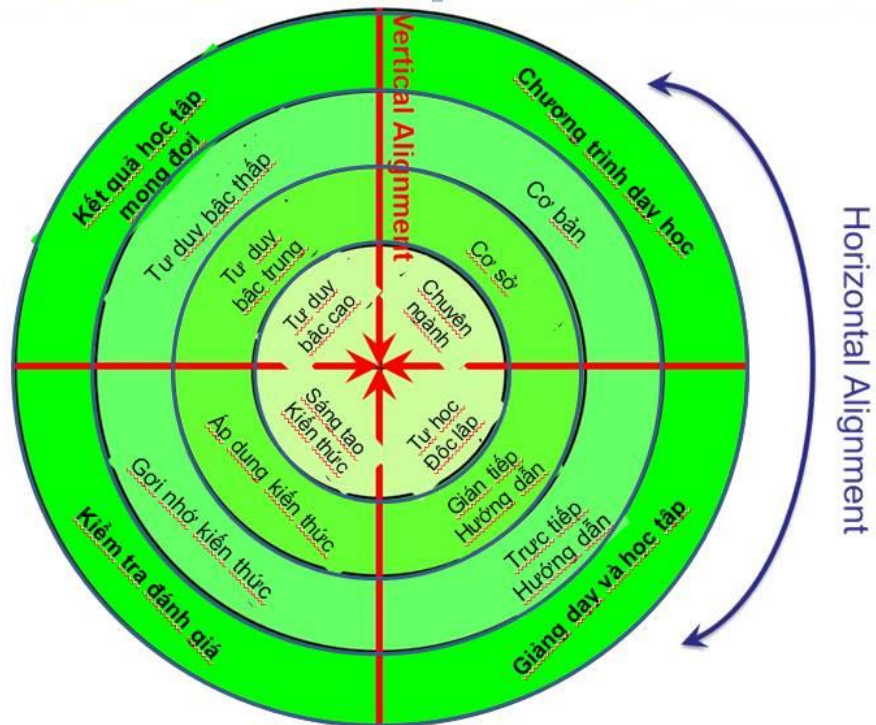 Vertical Alignment
Kết quả học tập
mong đợi
Tư duy bậc thấp
Tư duy
bậc trung
Tư duy
bậc cao
Chương trình dạy học
Cơ bản
Cơ sở
Chuyên
ngành
Horizontal Alignment
Sáng tạo
Kiến thức
Áp dụng kiến thức
Gợi nhớ kiến thức
Kiểm tra đánh giá
Tự học
Độc lập
Gián tiếp
Hướng dẫn
Trực tiếp
Hướng dẫn
Giảng dạy và học tập